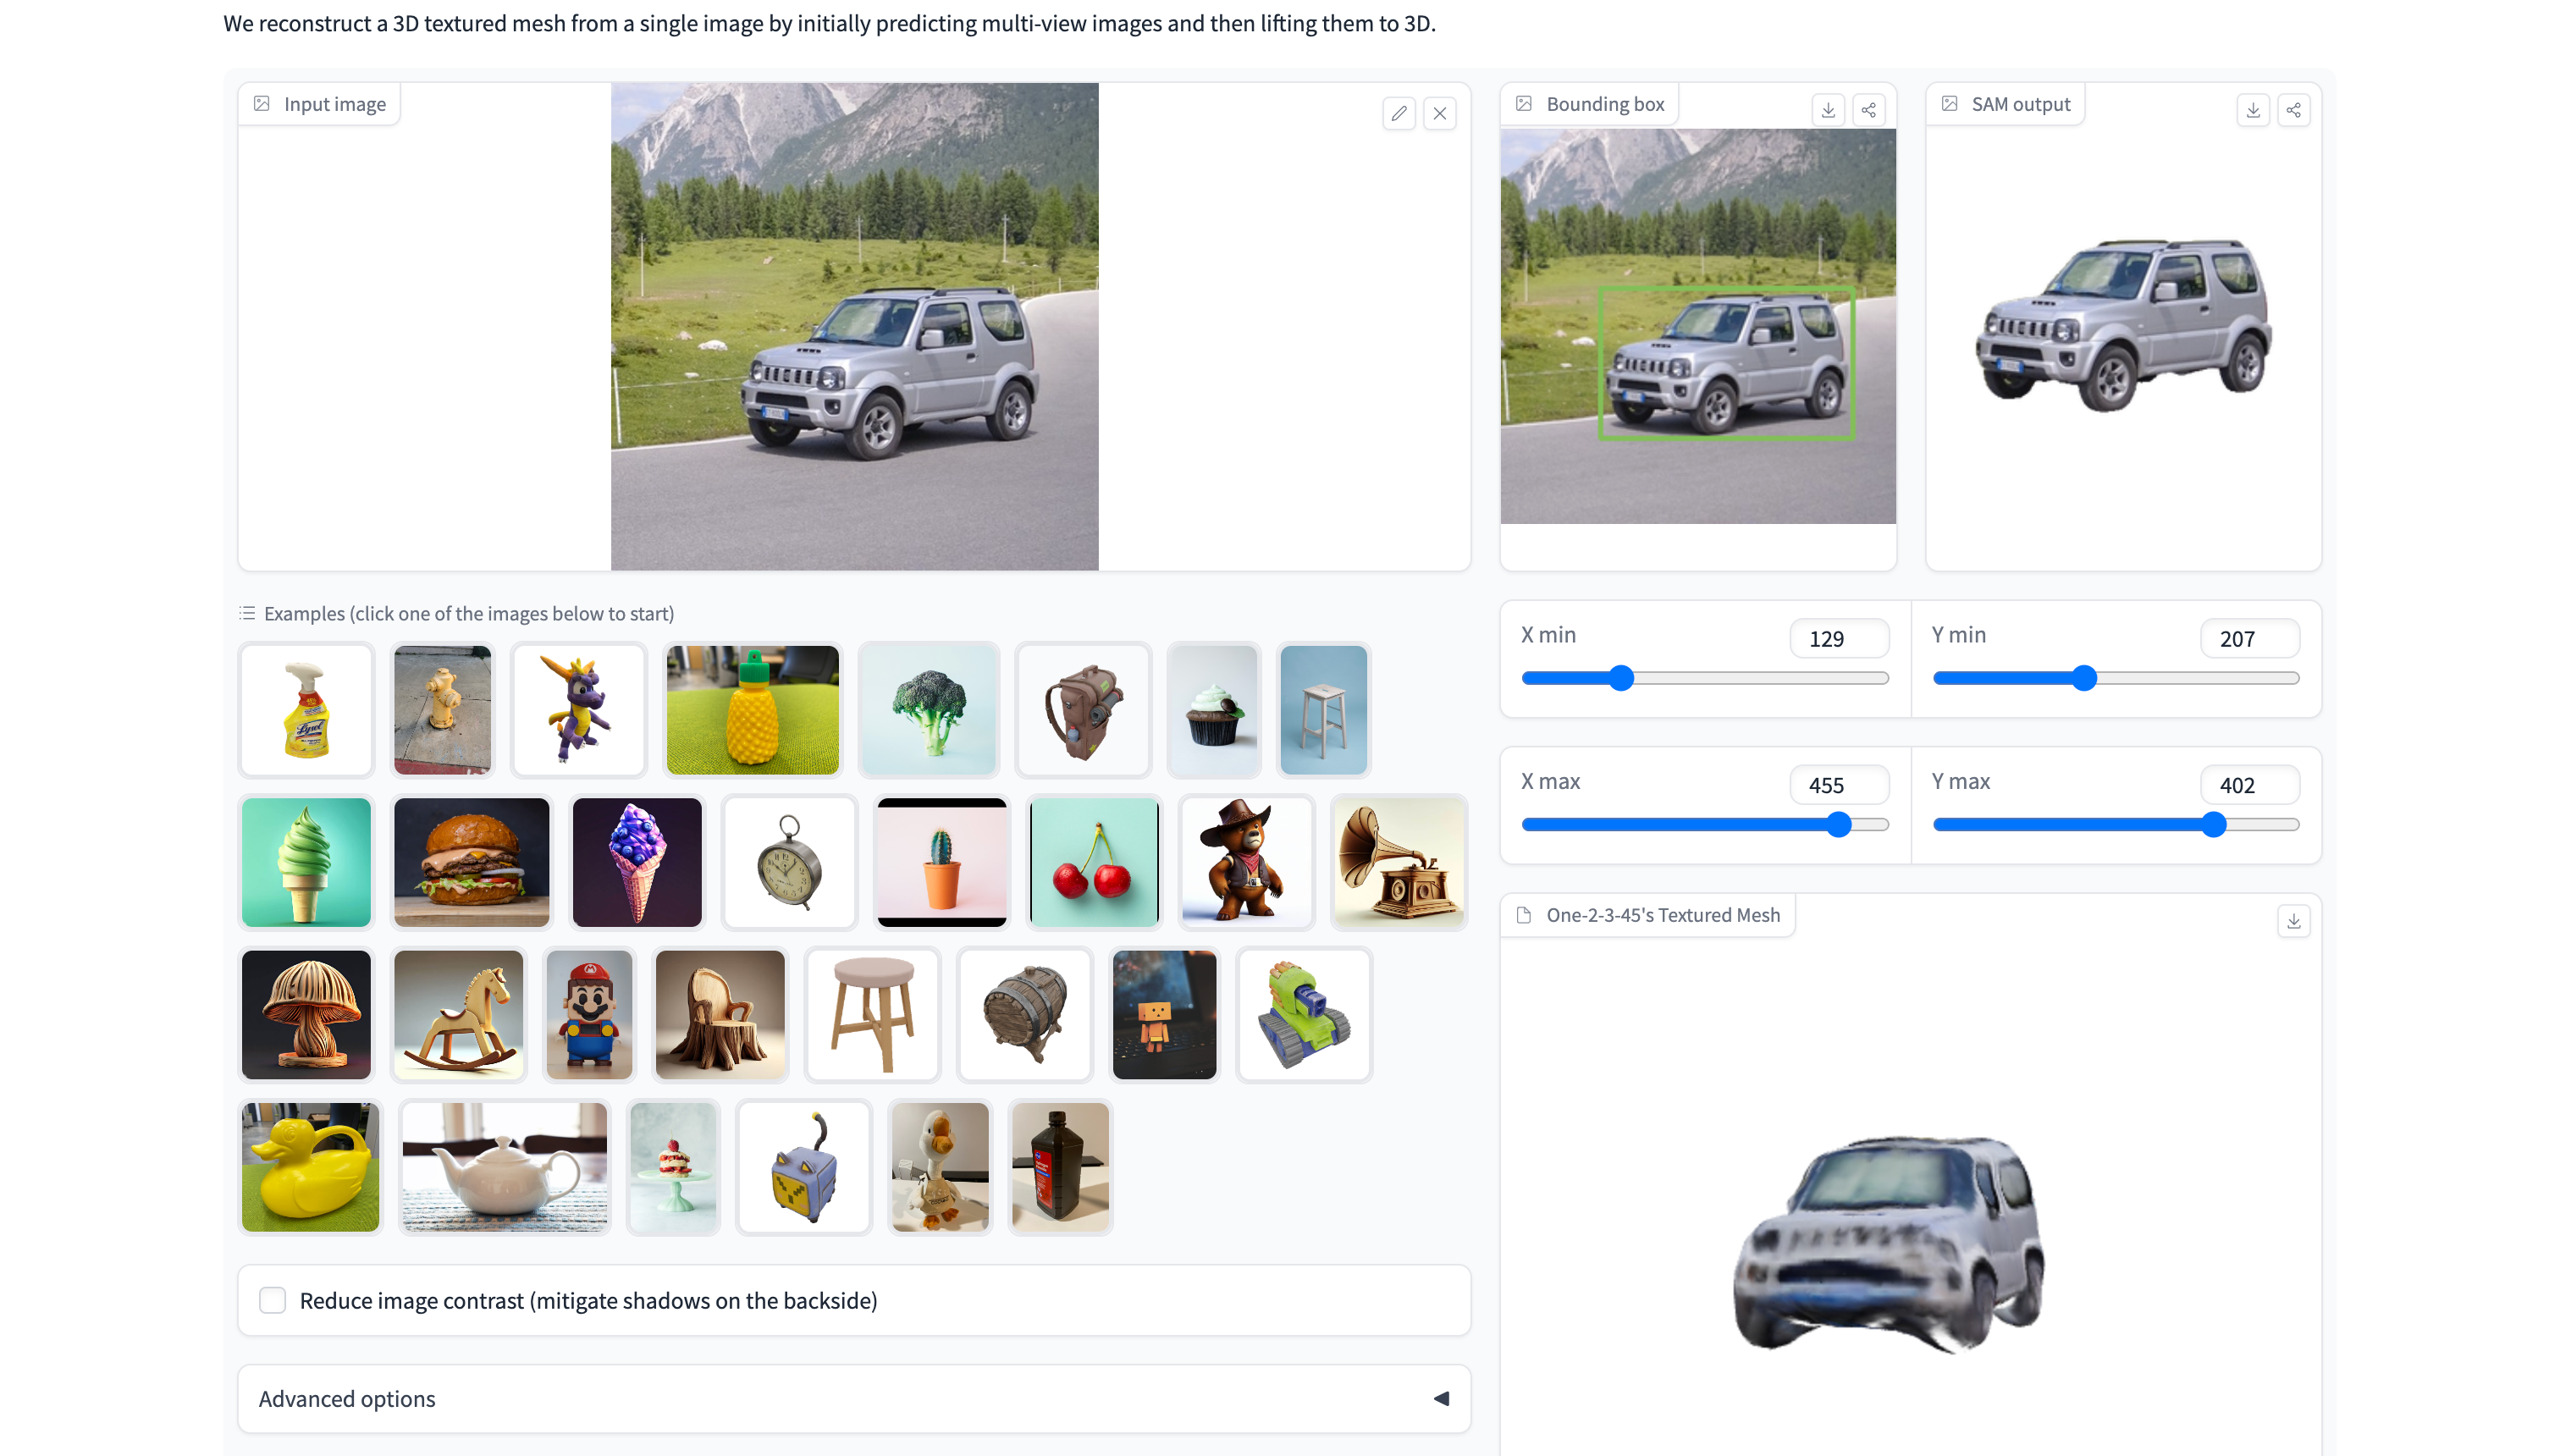 We reconstruct a 3D textured mesh from a single image by initially predicting multi-view images and then lifting them to 3D.
Input image
Bounding box
SAM output
Examples (click one of the images below to start)
X min
129
Y min
207
X max
455
Y max
402
Lysol
One-2-3-45's Textured Mesh
Reduce image contrast (mitigate shadows on the backside)
Advanced options